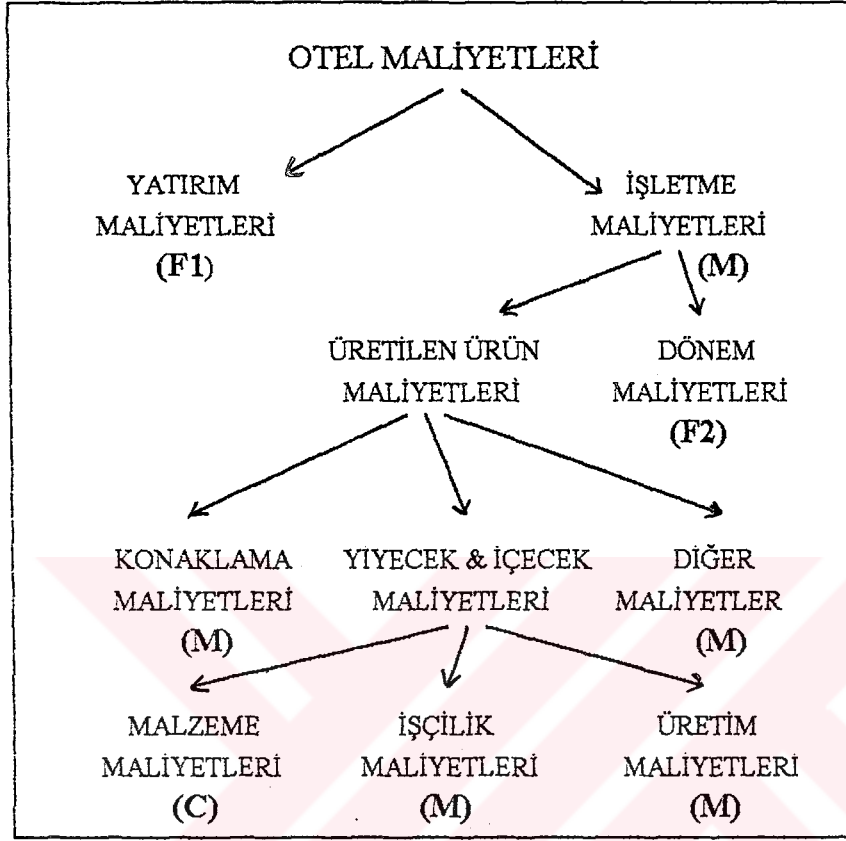 OTEL MALİYETLERİ
YATIRIM
MALİYETLERİ
(F1)
İŞLETME
MALİYETLERİ
(M)
ÜRETİLEN ÜRÜN
MALİYETLERİ
DÖNEM
MALİYETLERİ
(F2)
KONAKLAMA
MALİYETLERİ
(M)
YİYECEK & İÇECEK
MALİYETLERİ
DİĞER
MALİYETLER
(M)
MALZEME
MALİYETLERİ
(C)
İŞÇİLİK
MALİYETLERİ
(M)
ÜRETİM
MALİYETLERİ
(M)